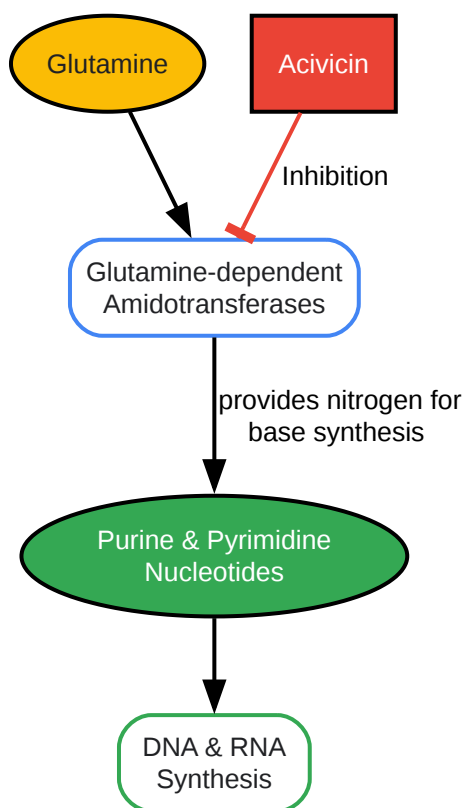 Glutamine
Acivicin
Inhibition
Glutamine-dependent
Amidotransferases
provides nitrogen for
base synthesis
Purine & Pyrimidine
Nucleotides
DNA & RNA
Synthesis